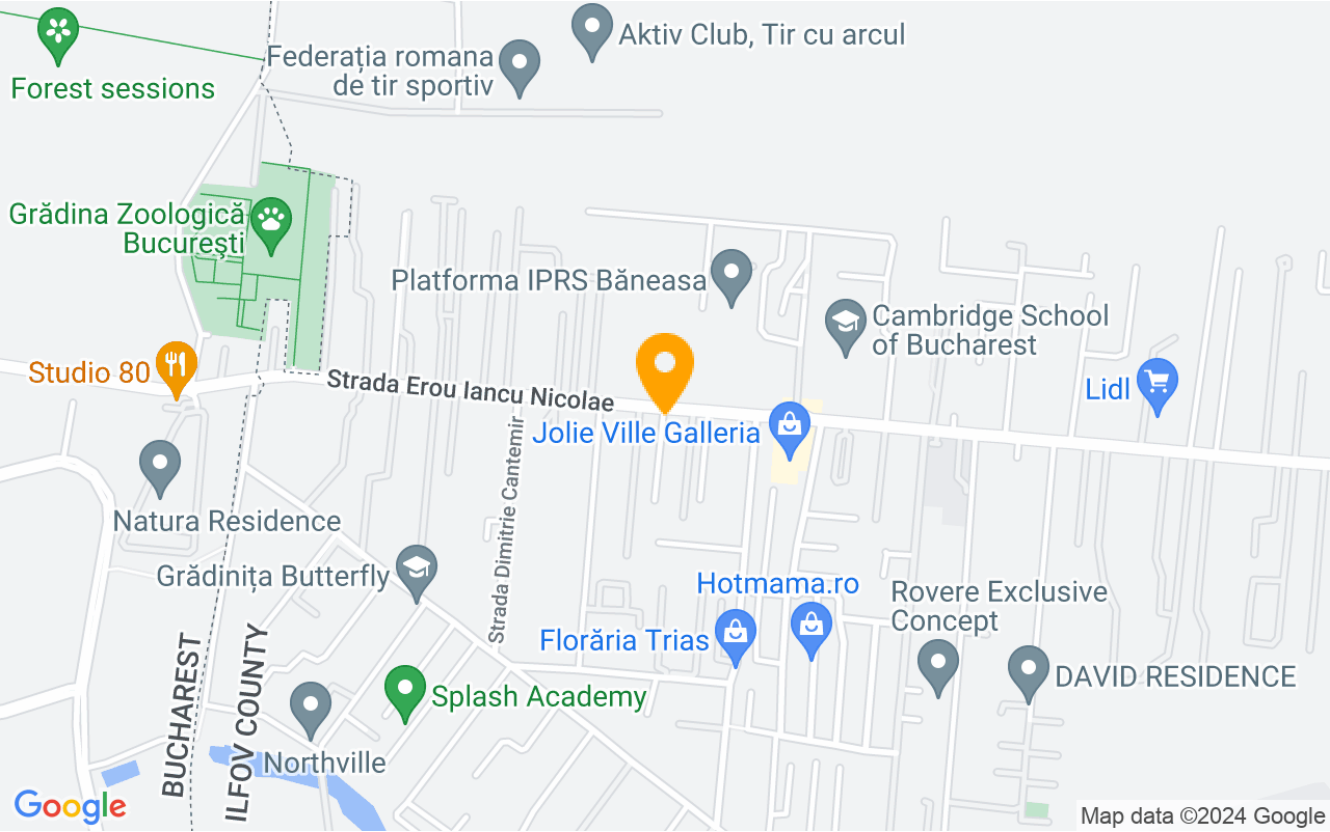 Aktiv Club, Tir cu arcul
Federația romana
de tir sportiv
Forest sessions
Grădina Zoologică
București
Platforma IPRS Băneasa
Cambridge School
of Bucharest
Studio 80
Strada Erou Iancu Nicolae
Lidl
Jolie Ville Galleria
Strada Dimitrie Cantemir
Natura Residence
Grădinița Butterfly
Hotmama.ro
Rovere Exclusive
Concept
Florăria Trias
DAVID RESIDENCE
Splash Academy
BUCHAREST
ILFOV COUNTY
Northville
Google
Map data ©2024 Google